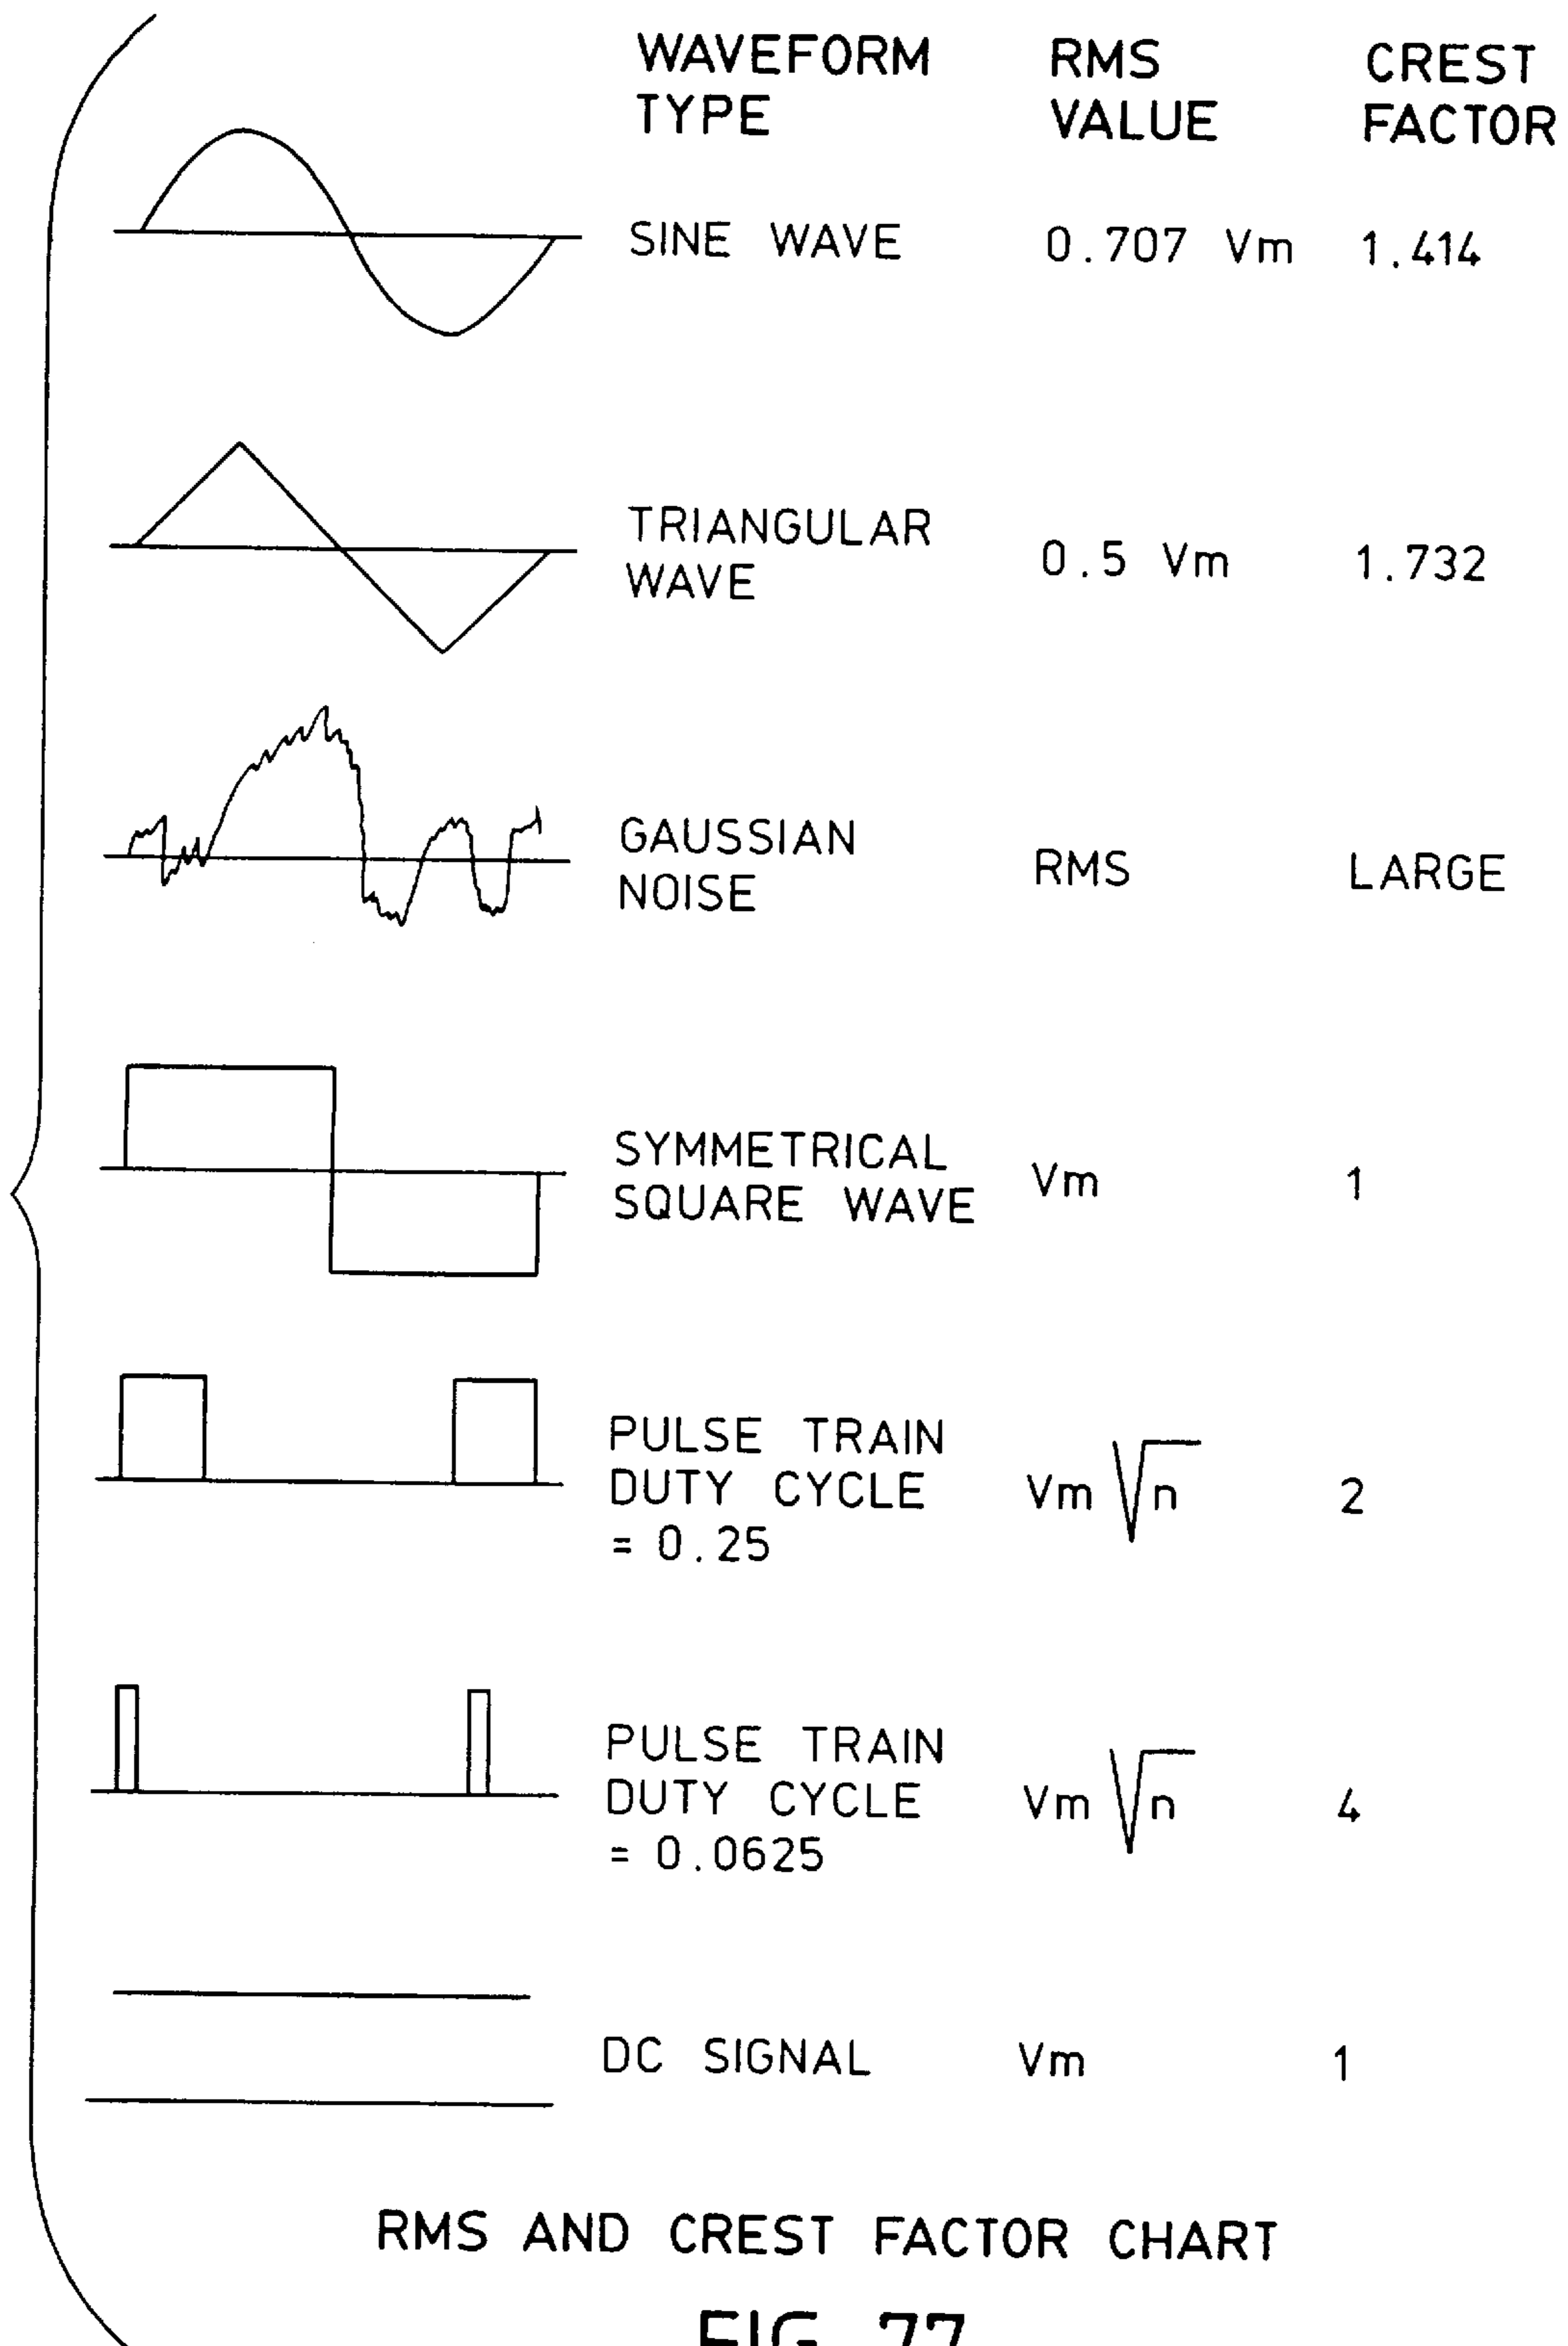 WAVEFORM TYPE RMS VALUE CREST FACTOR
SINE WAVE 0.707 Vm 1.414
TRIANGULAR WAVE 0.5 Vm 1.732
GAUSSIAN NOISE RMS LARGE
SYMMETRICAL SQUARE WAVE Vm 1
PULSE TRAIN DUTY CYCLE = 0.25 Vm √n 2
PULSE TRAIN DUTY CYCLE = 0.0625 Vm √n 4
DC SIGNAL Vm 1
RMS AND CREST FACTOR CHART
FIG. 77